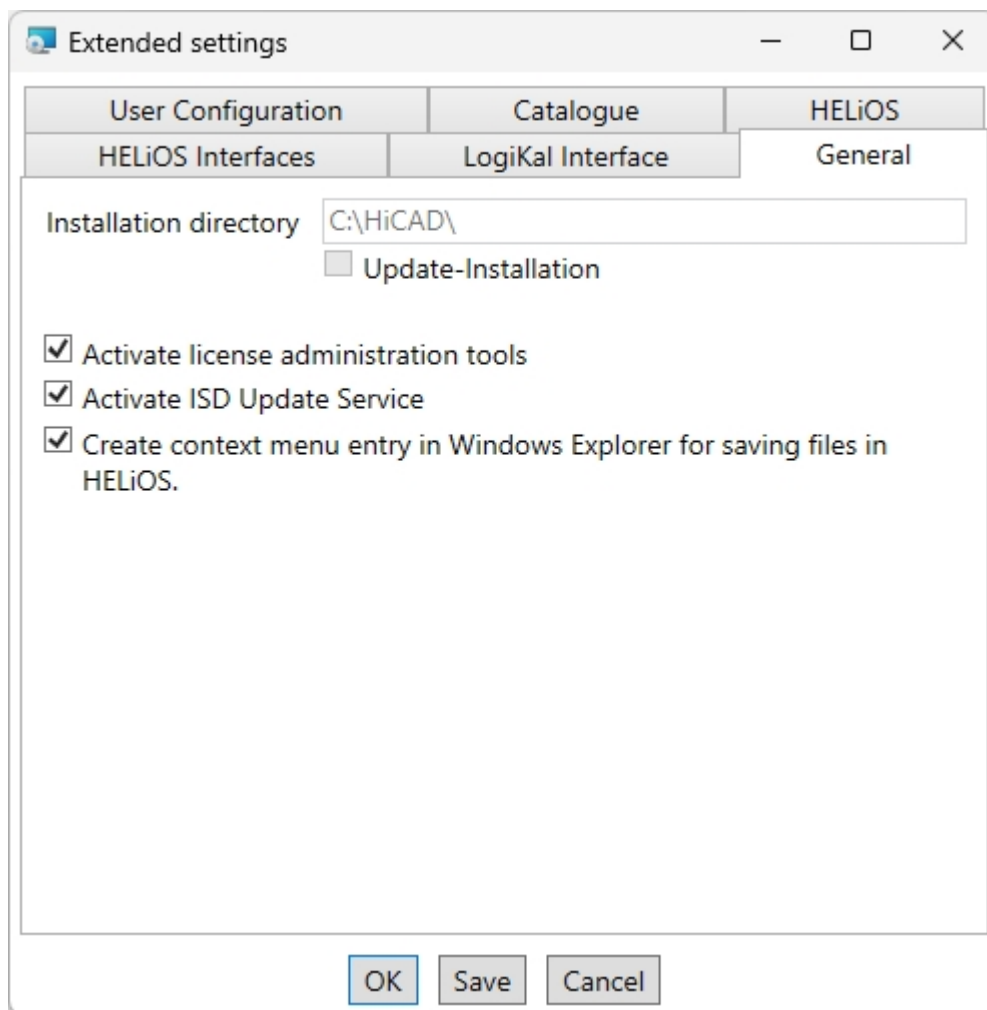 Extended settings
User Configuration
Catalogue
HELiOS
HELiOS Interfaces
LogiKal Interface
General
Installation directory
C:\HiCAD\
Update-Installation
Activate license administration tools
Activate ISD Update Service
Create context menu entry in Windows Explorer for saving files in
HELiOS.
OK
Save
Cancel